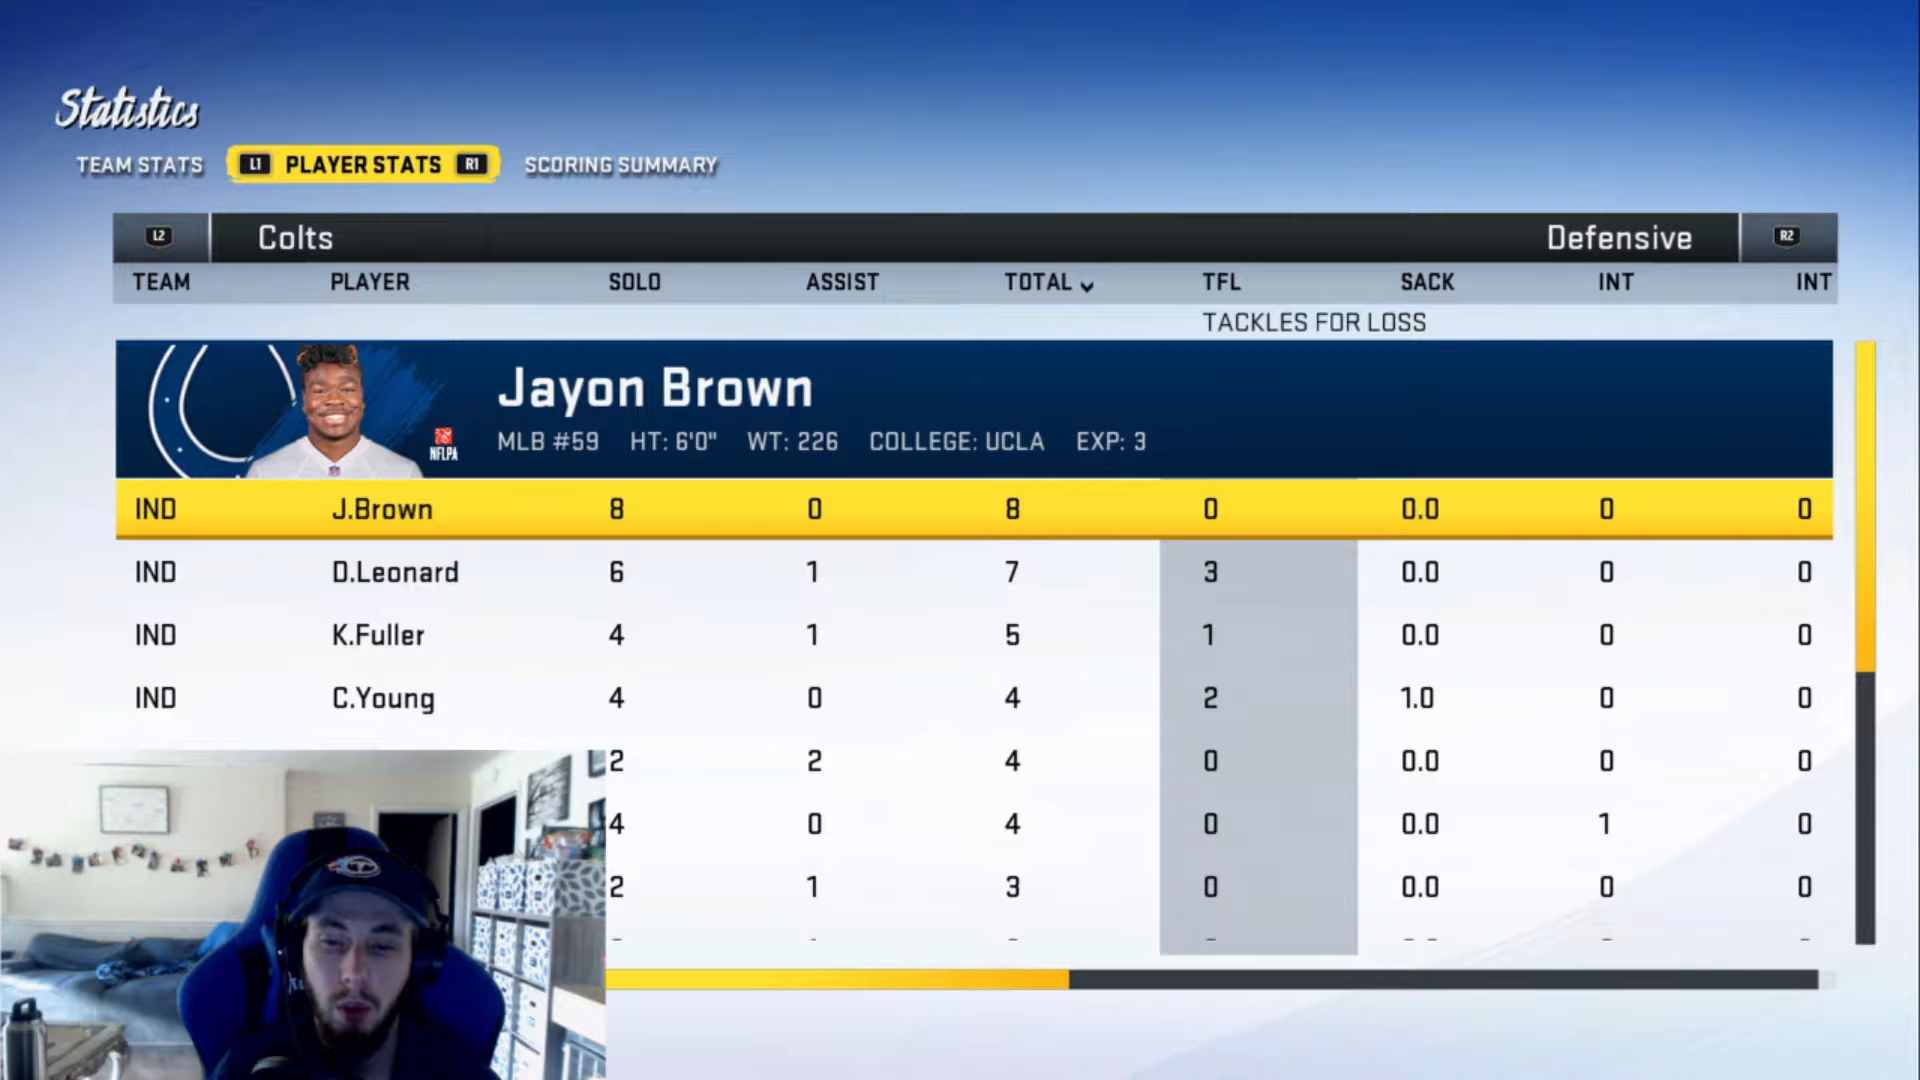 Statistics
TEAM STATS L1 PLAYER STATS R1 SCORING SUMMARY
L2 Colts Defensive R2
TEAM PLAYER SOLO ASSIST TOTAL TFL SACK INT INT
TACKLES FOR LOSS
Jayon Brown
NFLPA MLB #59 HT: 6'0" WT: 226 COLLEGE: UCLA EXP: 3
IND J.Brown 8 0 8 0 0.0 0 0
IND D.Leonard 6 1 7 3 0.0 0 0
IND K.Fuller 4 1 5 1 0.0 0 0
IND C.Young 4 0 4 2 1.0 0 0
2 2 4 0 0.0 0 0
4 0 4 0 0.0 1 0
2 1 3 0 0.0 0 0